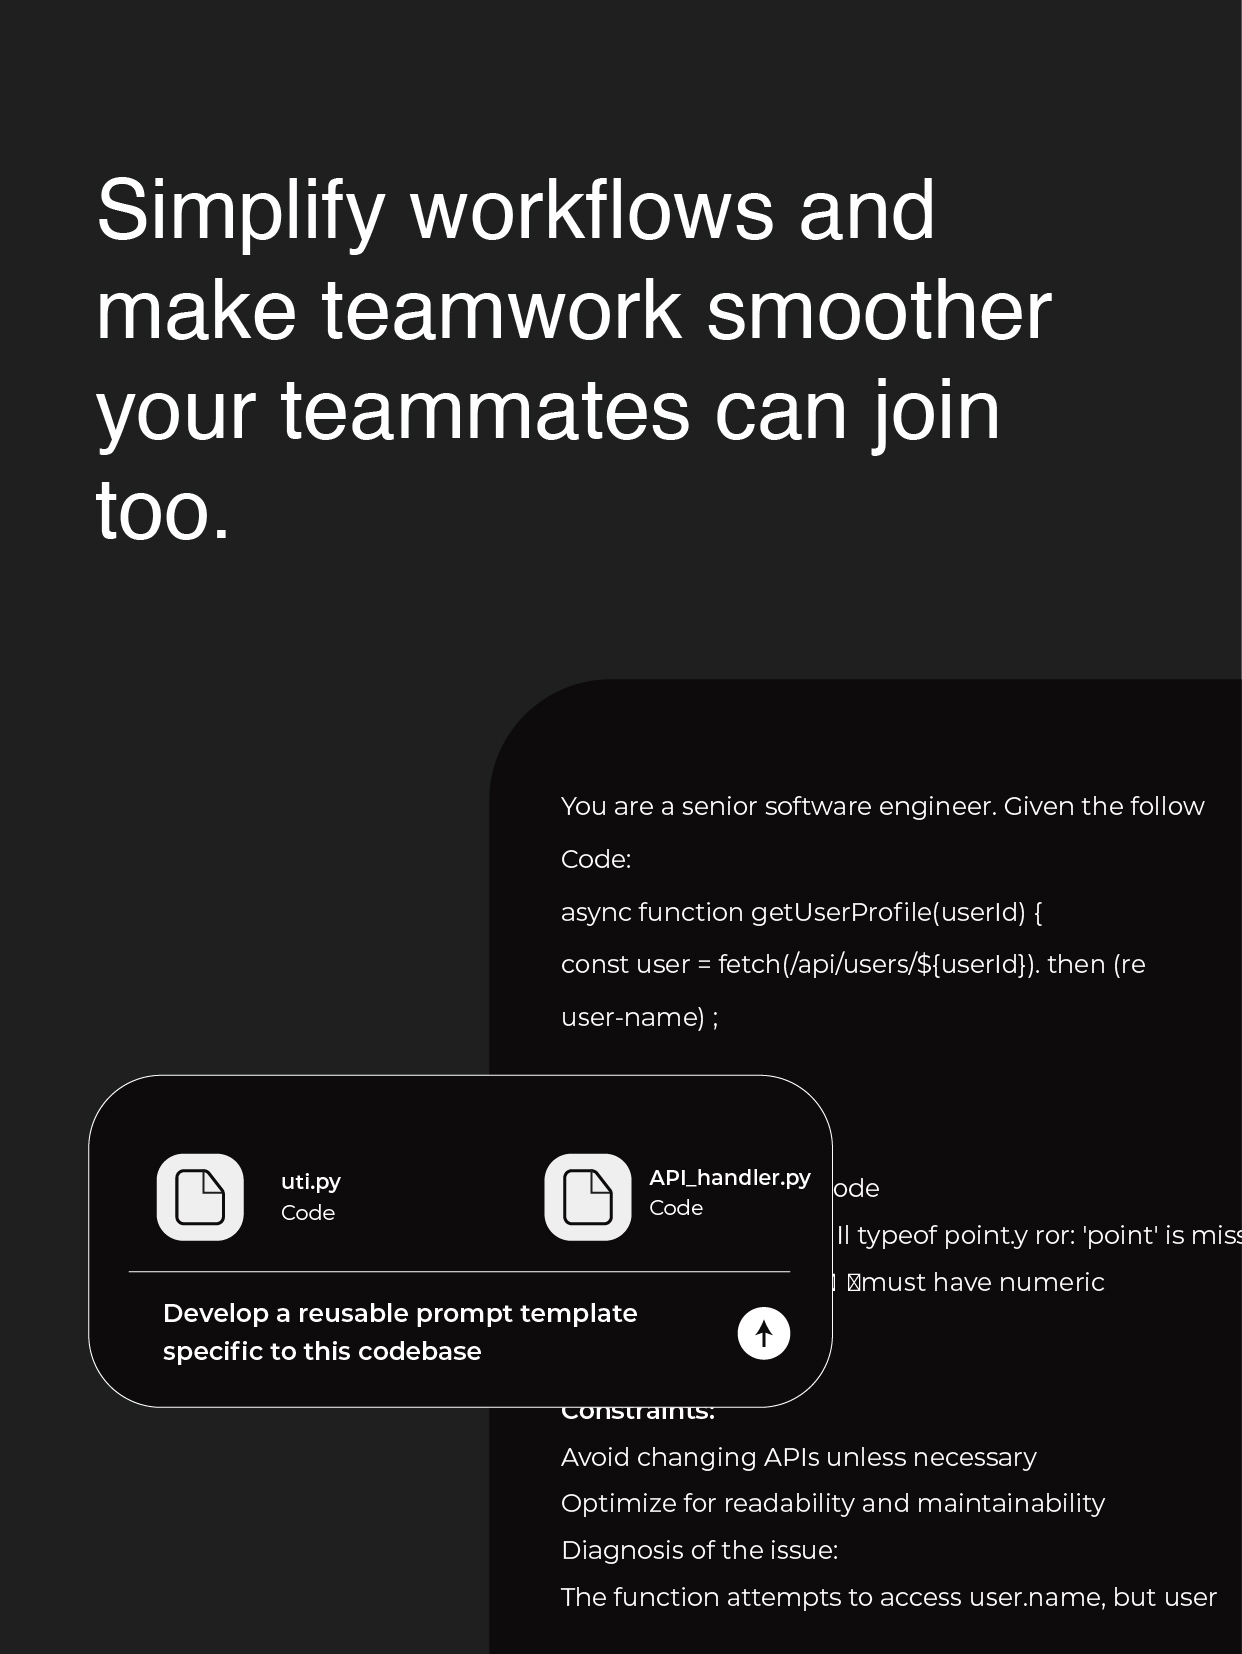 Simplify workflows and
make teamwork smoother
your teammates can join
too.
You are a senior software engineer. Given the follow
Code:
async function getUserProfile(userId) {
const user = fetch(/api/users/${userId}). then (re
user-name) ;
uti.py
Code
API_handler.py
Code
Develop a reusable prompt template
specific to this codebase
ode
ll typeof point.y ror: 'point' is miss
must have numeric
Constraints:
Avoid changing APIs unless necessary
Optimize for readability and maintainability
Diagnosis of the issue:
The function attempts to access user.name, but user